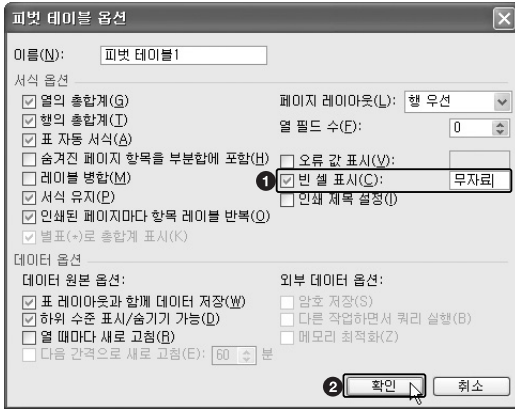 피벗 테이블 옵션
이름(N): 피벗 테이블1
서식 옵션
열의 총합계(G)
행의 총합계(T)
표 자동 서식(A)
숨겨진 페이지 항목을 부분합에 포함(H)
레이블 병합(M)
서식 유지(P)
인쇄된 페이지마다 항목 레이블 반복(O)
별표(*)로 총합계 표시(K)
페이지 레이아웃(L): 행 우선
열 필드 수(F): 0
오류 값 표시(V):
❶ 빈 셀 표시(C): 무자료
인쇄 제목 설정(I)
데이터 옵션
데이터 원본 옵션:
표 레이아웃과 함께 데이터 저장(W)
하위 수준 표시/숨기기 가능(D)
열 때마다 새로 고침(R)
다음 간격으로 새로 고침(E): 60 분
외부 데이터 옵션:
암호 저장(S)
다른 작업하면서 쿼리 실행(B)
메모리 최적화(Z)
❷ 확인 취소